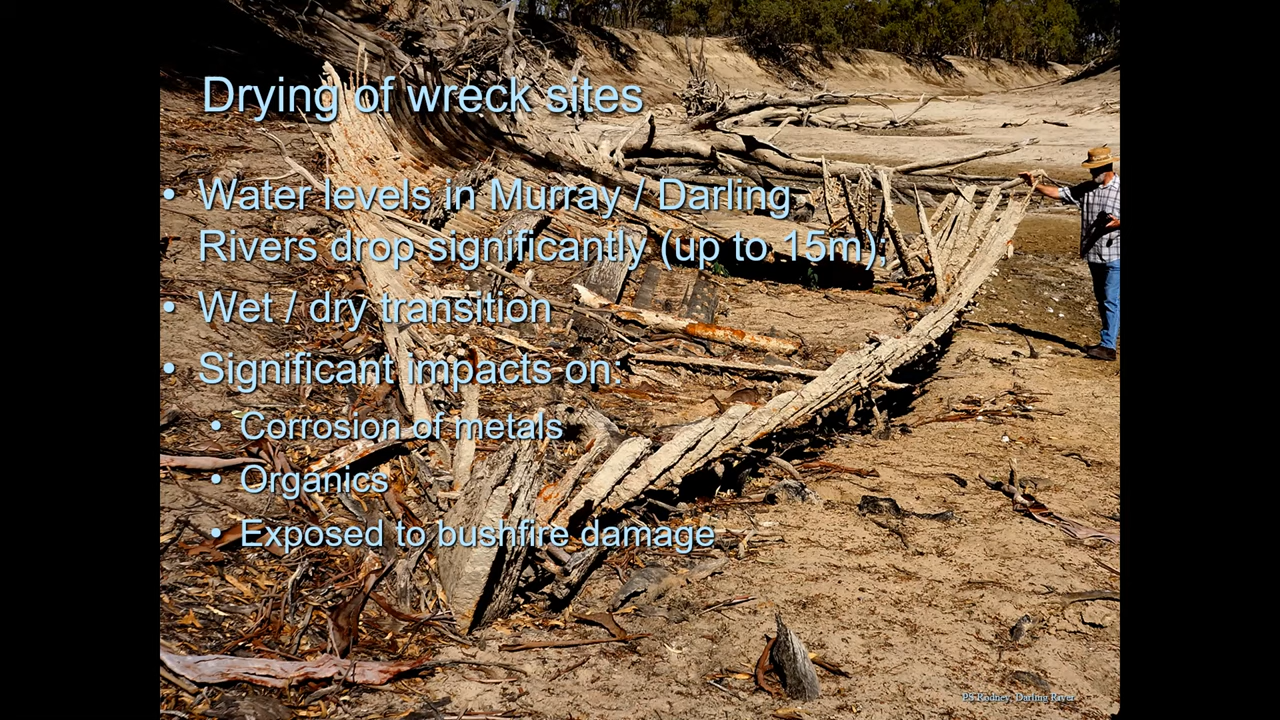 Drying of wreck sites
• Water levels in Murray / Darling
Rivers drop significantly (up to 15m);
• Wet / dry transition
• Significant impacts on:
• Corrosion of metals
• Organics
• Exposed to bushfire damage
PS Rodney, Darling River